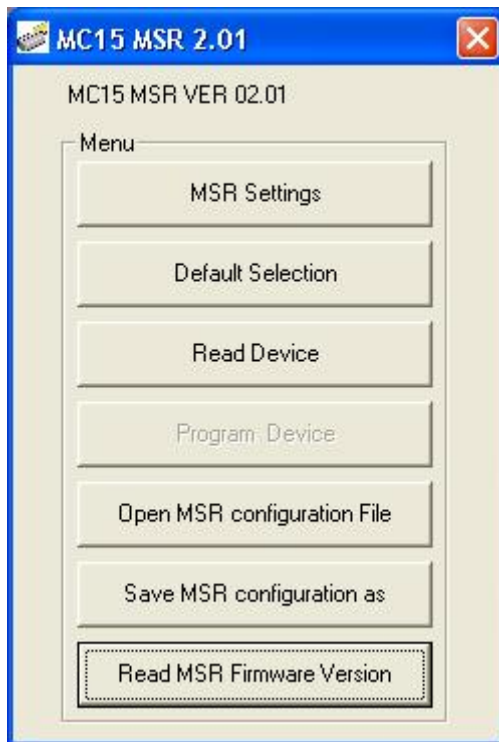 MC15 MSR 2.01
MC15 MSR VER 02.01
Menu
MSR Settings
Default Selection
Read Device
Program Device
Open MSR configuration File
Save MSR configuration as
Read MSR Firmware Version